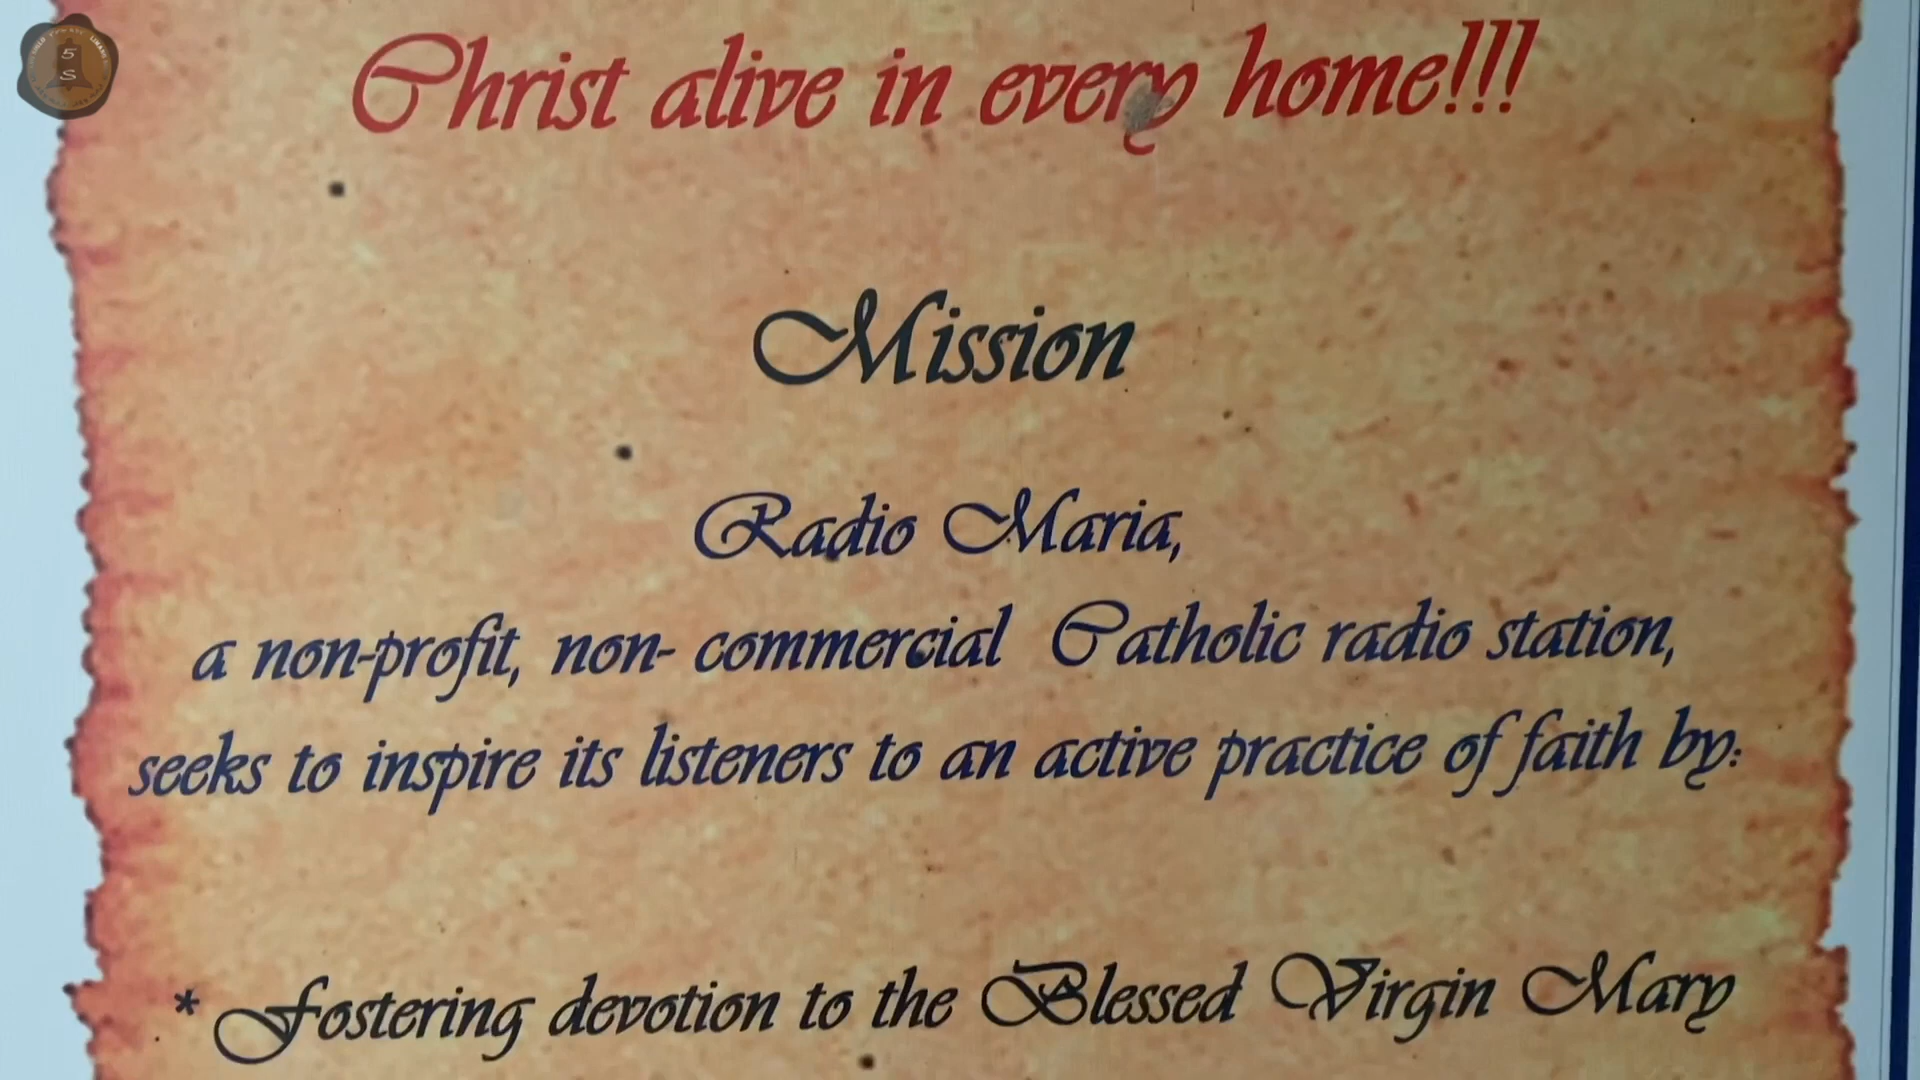 Christ alive in every home!!!
Mission
Radio Maria,
a non-profit, non- commercial Catholic radio station,
seeks to inspire its listeners to an active practice of faith by:
* Fostering devotion to the Blessed Virgin Mary
5
S